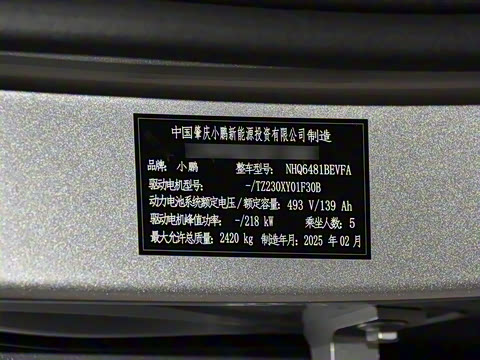 中国肇庆小鹏新能源投资有限公司制造
品牌：小鹏 整车型号：NHQ6481BEVFA
驱动电机型号：-/TZ230XY01F30B
动力电池系统额定电压/额定容量：493 V/139 Ah
驱动电机峰值功率：-/218 kW 乘坐人数：5
最大允许总质量：2420 kg 制造年月：2025 年 02 月